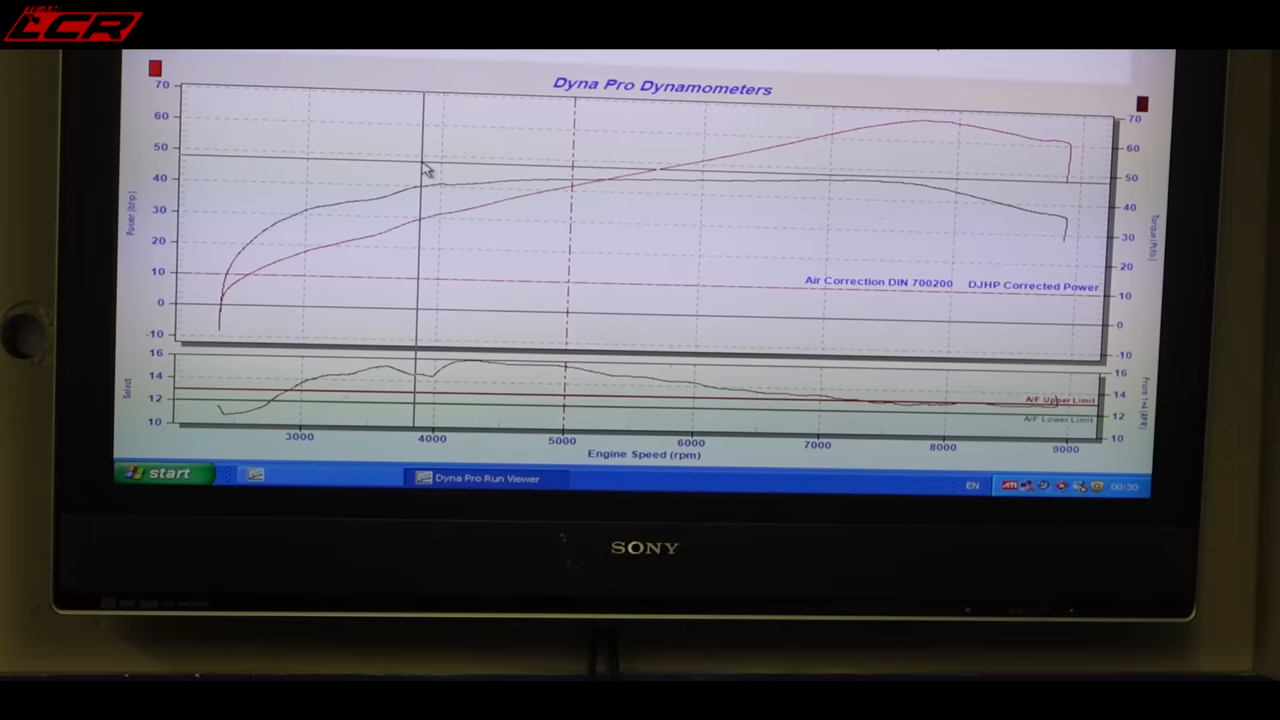 LCR
Dyna Pro Dynamometers
70
60
50
40
30
20
10
0
-10
Power (bhp)
70
60
50
40
30
20
10
0
-10
Air Correction DIN 700200 DJHP Corrected Power
16
14
12
10
Select
16
14
12
10
A/F Upper Limit
A/F Lower Limit
3000 4000 5000 6000 7000 8000 9000
Engine Speed (rpm)
start
Dyna Pro Run Viewer
EN
ATI
00:30
SONY